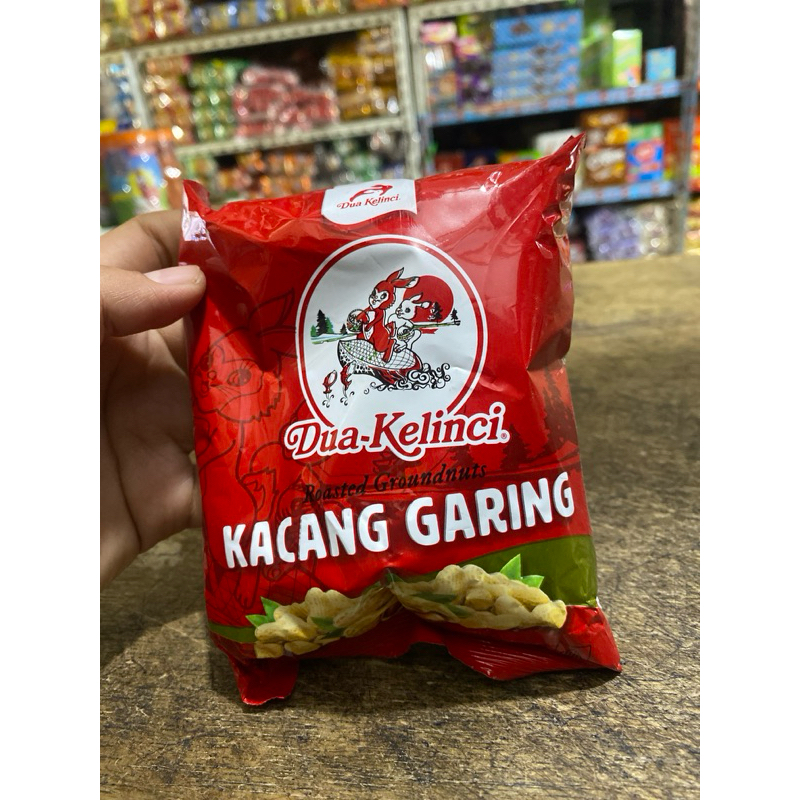 Dua Kelinci.
Dua-Kelinci®
Roasted Groundnuts
KACANG GARING